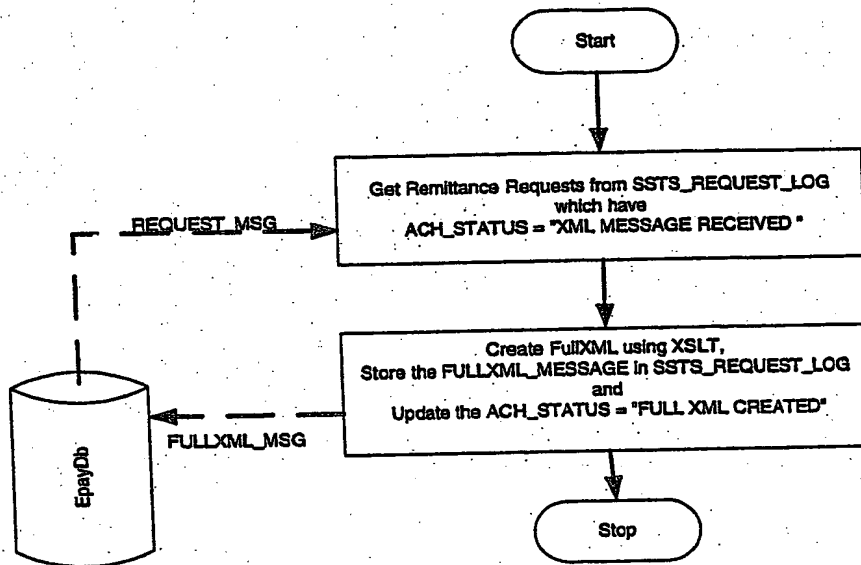 Start
Get Remittance Requests from SSTS_REQUEST_LOG
which have
ACH_STATUS = "XML MESSAGE RECEIVED "
REQUEST_MSG
Create FullXML using XSLT,
Store the FULLXML_MESSAGE in SSTS_REQUEST_LOG
and
Update the ACH_STATUS = "FULL XML CREATED"
FULLXML_MSG
EpayDb
Stop